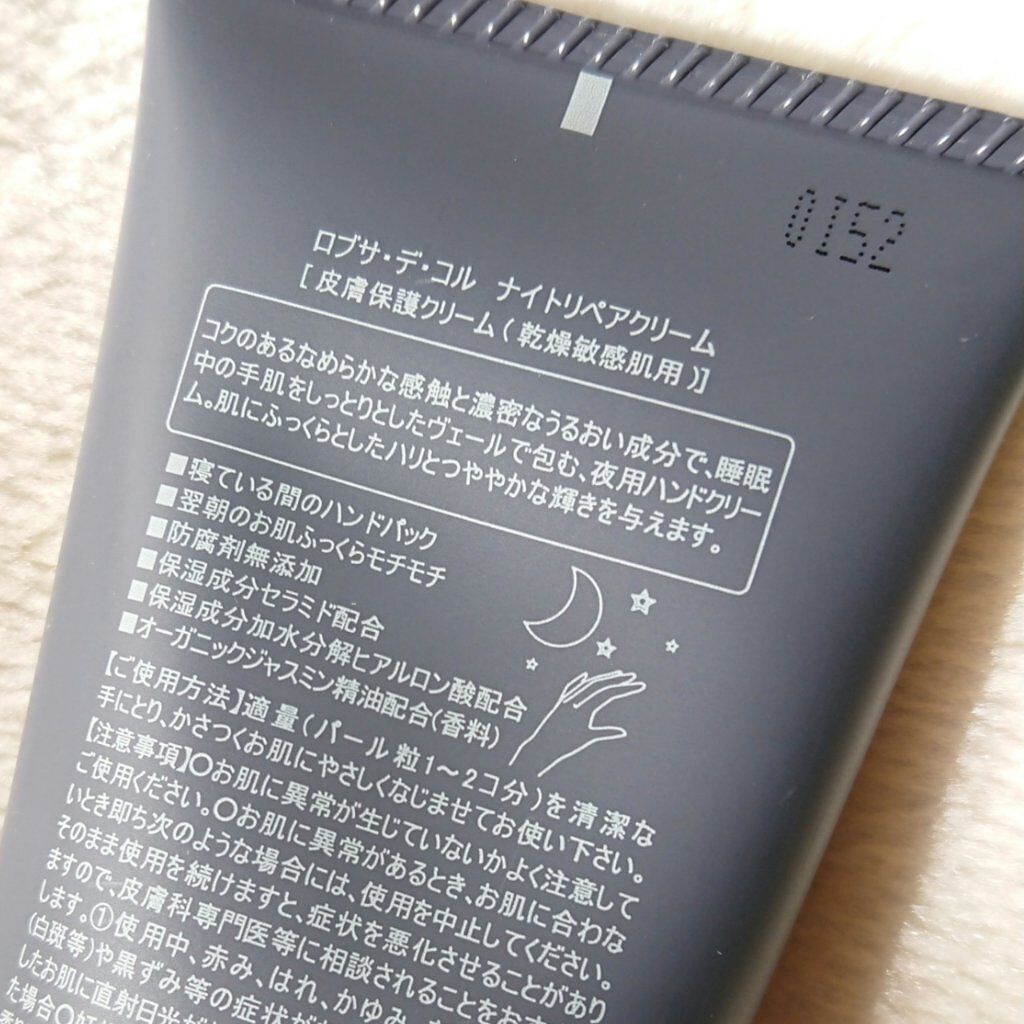 0152
ロブサ・デ・コル ナイトリペアクリーム
[皮膚保護クリーム(乾燥敏感肌用)]
コクのあるなめらかな感触と濃密なうるおい成分で、睡眠
中の手肌をしっとりとしたヴェールで包む、夜用ハンドクリー
ム。肌にふっくらとしたハリとつややかな輝きを与えます。
■寝ている間のハンドパック
■翌朝のお肌ふっくらモチモチ
■防腐剤無添加
■保湿成分セラミド配合
■保湿成分加水分解ヒアルロン酸配合
■オーガニックジャスミン精油配合(香料)
【ご使用方法】適量(パール粒1〜2コ分)を清潔な
手にとり、かさつくお肌にやさしくなじませてお使い下さい。
【注意事項】〇お肌に異常が生じていないかよく注意して
ご使用ください。〇お肌に異常があるとき、お肌に合わな
いとき即ち次のような場合には、使用を中止してください。
そのまま使用を続けますと、症状を悪化させることがあり
ますので、皮膚科専門医等に相談されることをお
します。①使用中、赤み、はれ、かゆみ、
(白斑等)や黒ずみ等の症状が
したお肌に直射日光が
た場合〇